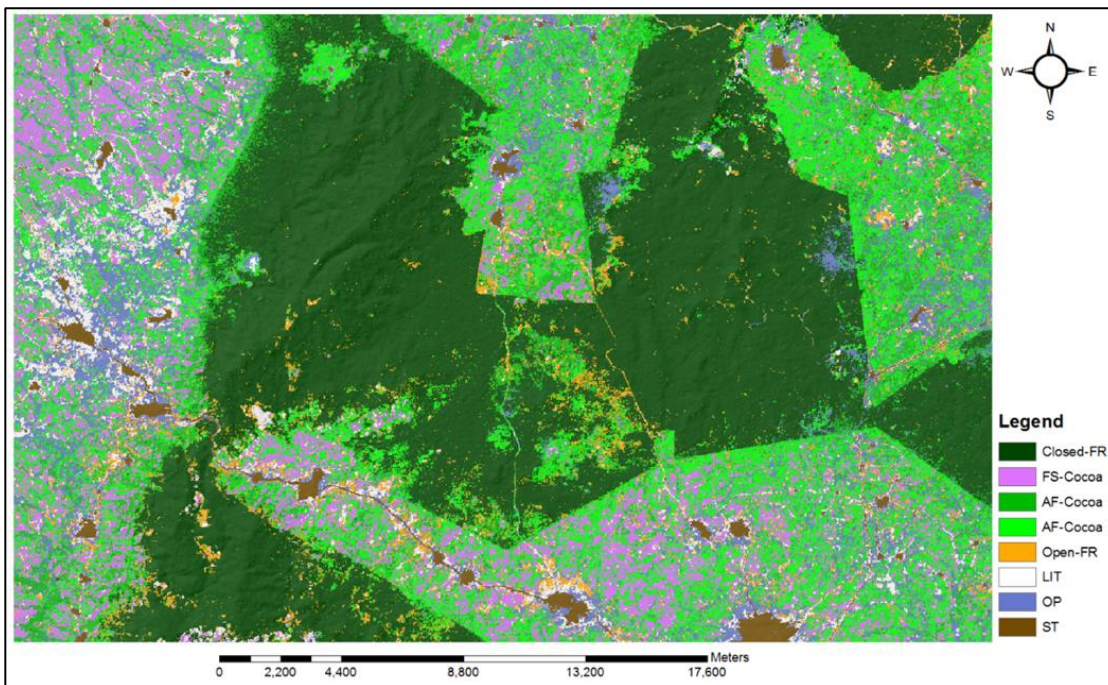 N
W E
S
Legend
Closed-FR
FS-Cocoa
AF-Cocoa
AF-Cocoa
Open-FR
LIT
OP
ST
Meters
0 2,200 4,400 8,800 13,200 17,600